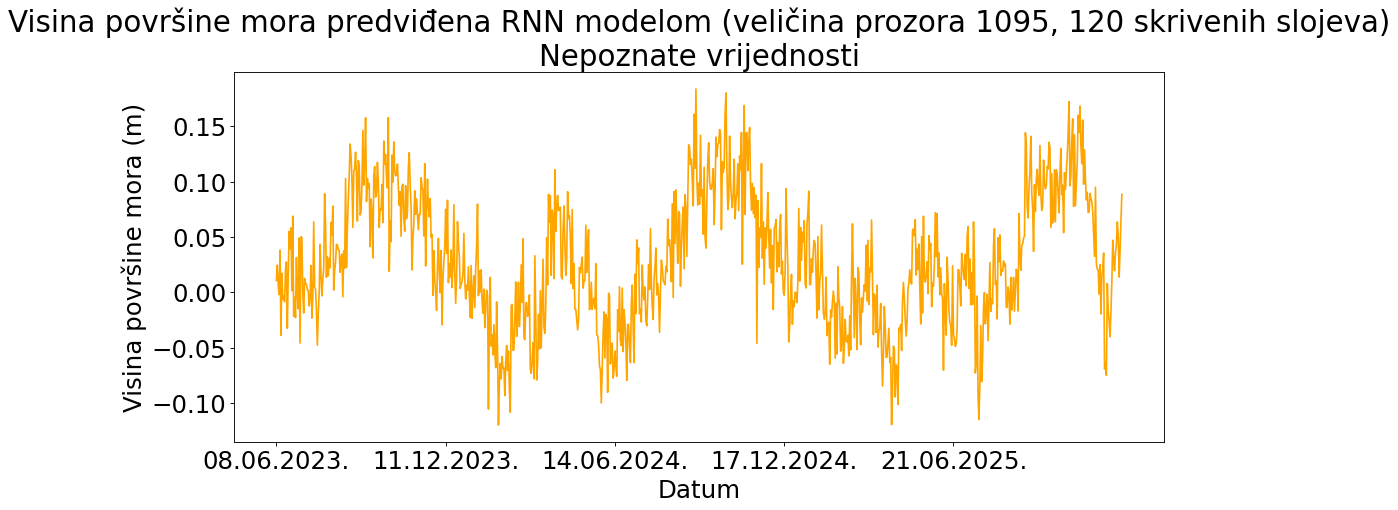 Visina površine mora predviđena RNN modelom (veličina prozora 1095, 120 skrivenih slojeva)
Nepoznate vrijednosti
Visina površine mora (m)
0.15
0.10
0.05
0.00
−0.05
−0.10
08.06.2023. 11.12.2023. 14.06.2024. 17.12.2024. 21.06.2025.
Datum